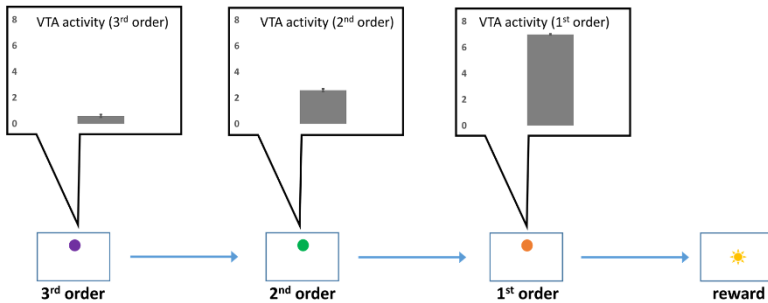 VTA activity (3rd order)
8
6
4
2
0
VTA activity (2nd order)
8
6
4
2
0
VTA activity (1st order)
8
6
4
2
0
3rd order
2nd order
1st order
reward